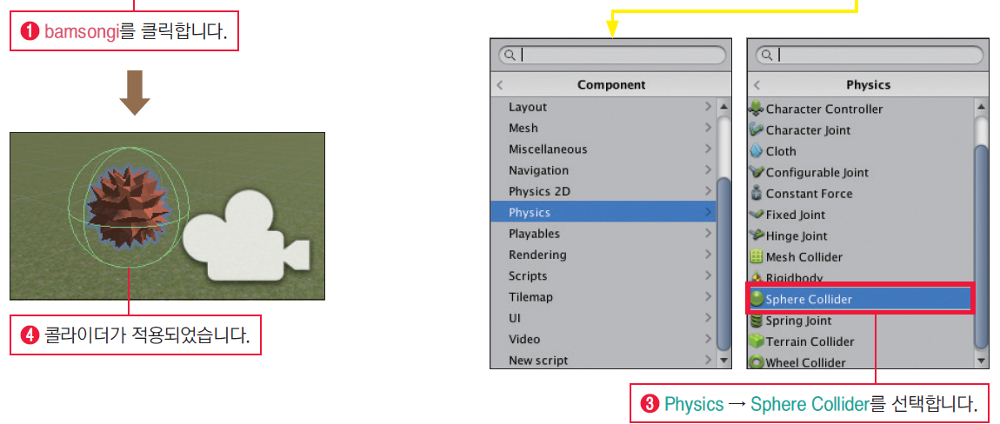 ❶ bamsongi를 클릭합니다.
❹ 콜라이더가 적용되었습니다.
Component
Layout
Mesh
Miscellaneous
Navigation
Physics 2D
Physics
Playables
Rendering
Scripts
Tilemap
UI
Video
New script
Physics
Character Controller
Character Joint
Cloth
Configurable Joint
Constant Force
Fixed Joint
Hinge Joint
Mesh Collider
Rigidbody
Sphere Collider
Spring Joint
Terrain Collider
Wheel Collider
❸ Physics → Sphere Collider를 선택합니다.